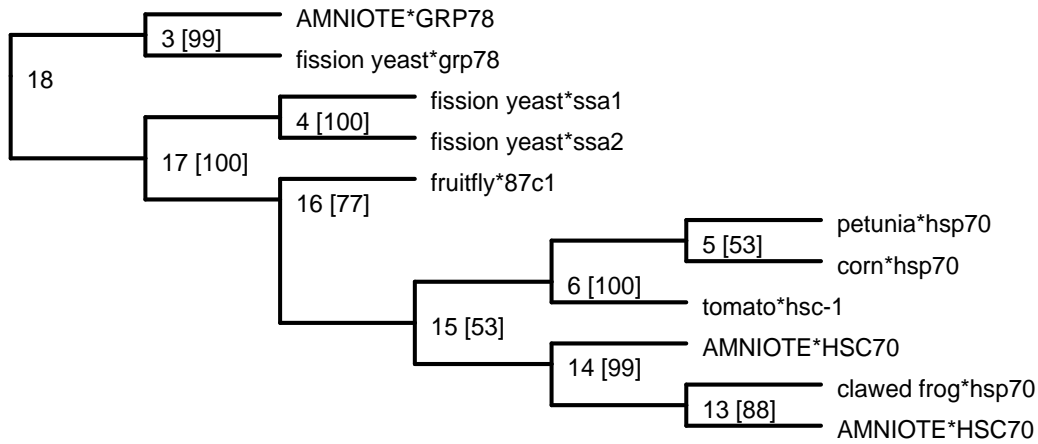 AMNIOTE*GRP78
3 [99]
fission yeast*grp78
18
fission yeast*ssa1
4 [100]
fission yeast*ssa2
17 [100]
fruitfly*87c1
16 [77]
petunia*hsp70
5 [53]
corn*hsp70
6 [100]
tomato*hsc-1
15 [53]
AMNIOTE*HSC70
14 [99]
clawed frog*hsp70
13 [88]
AMNIOTE*HSC70